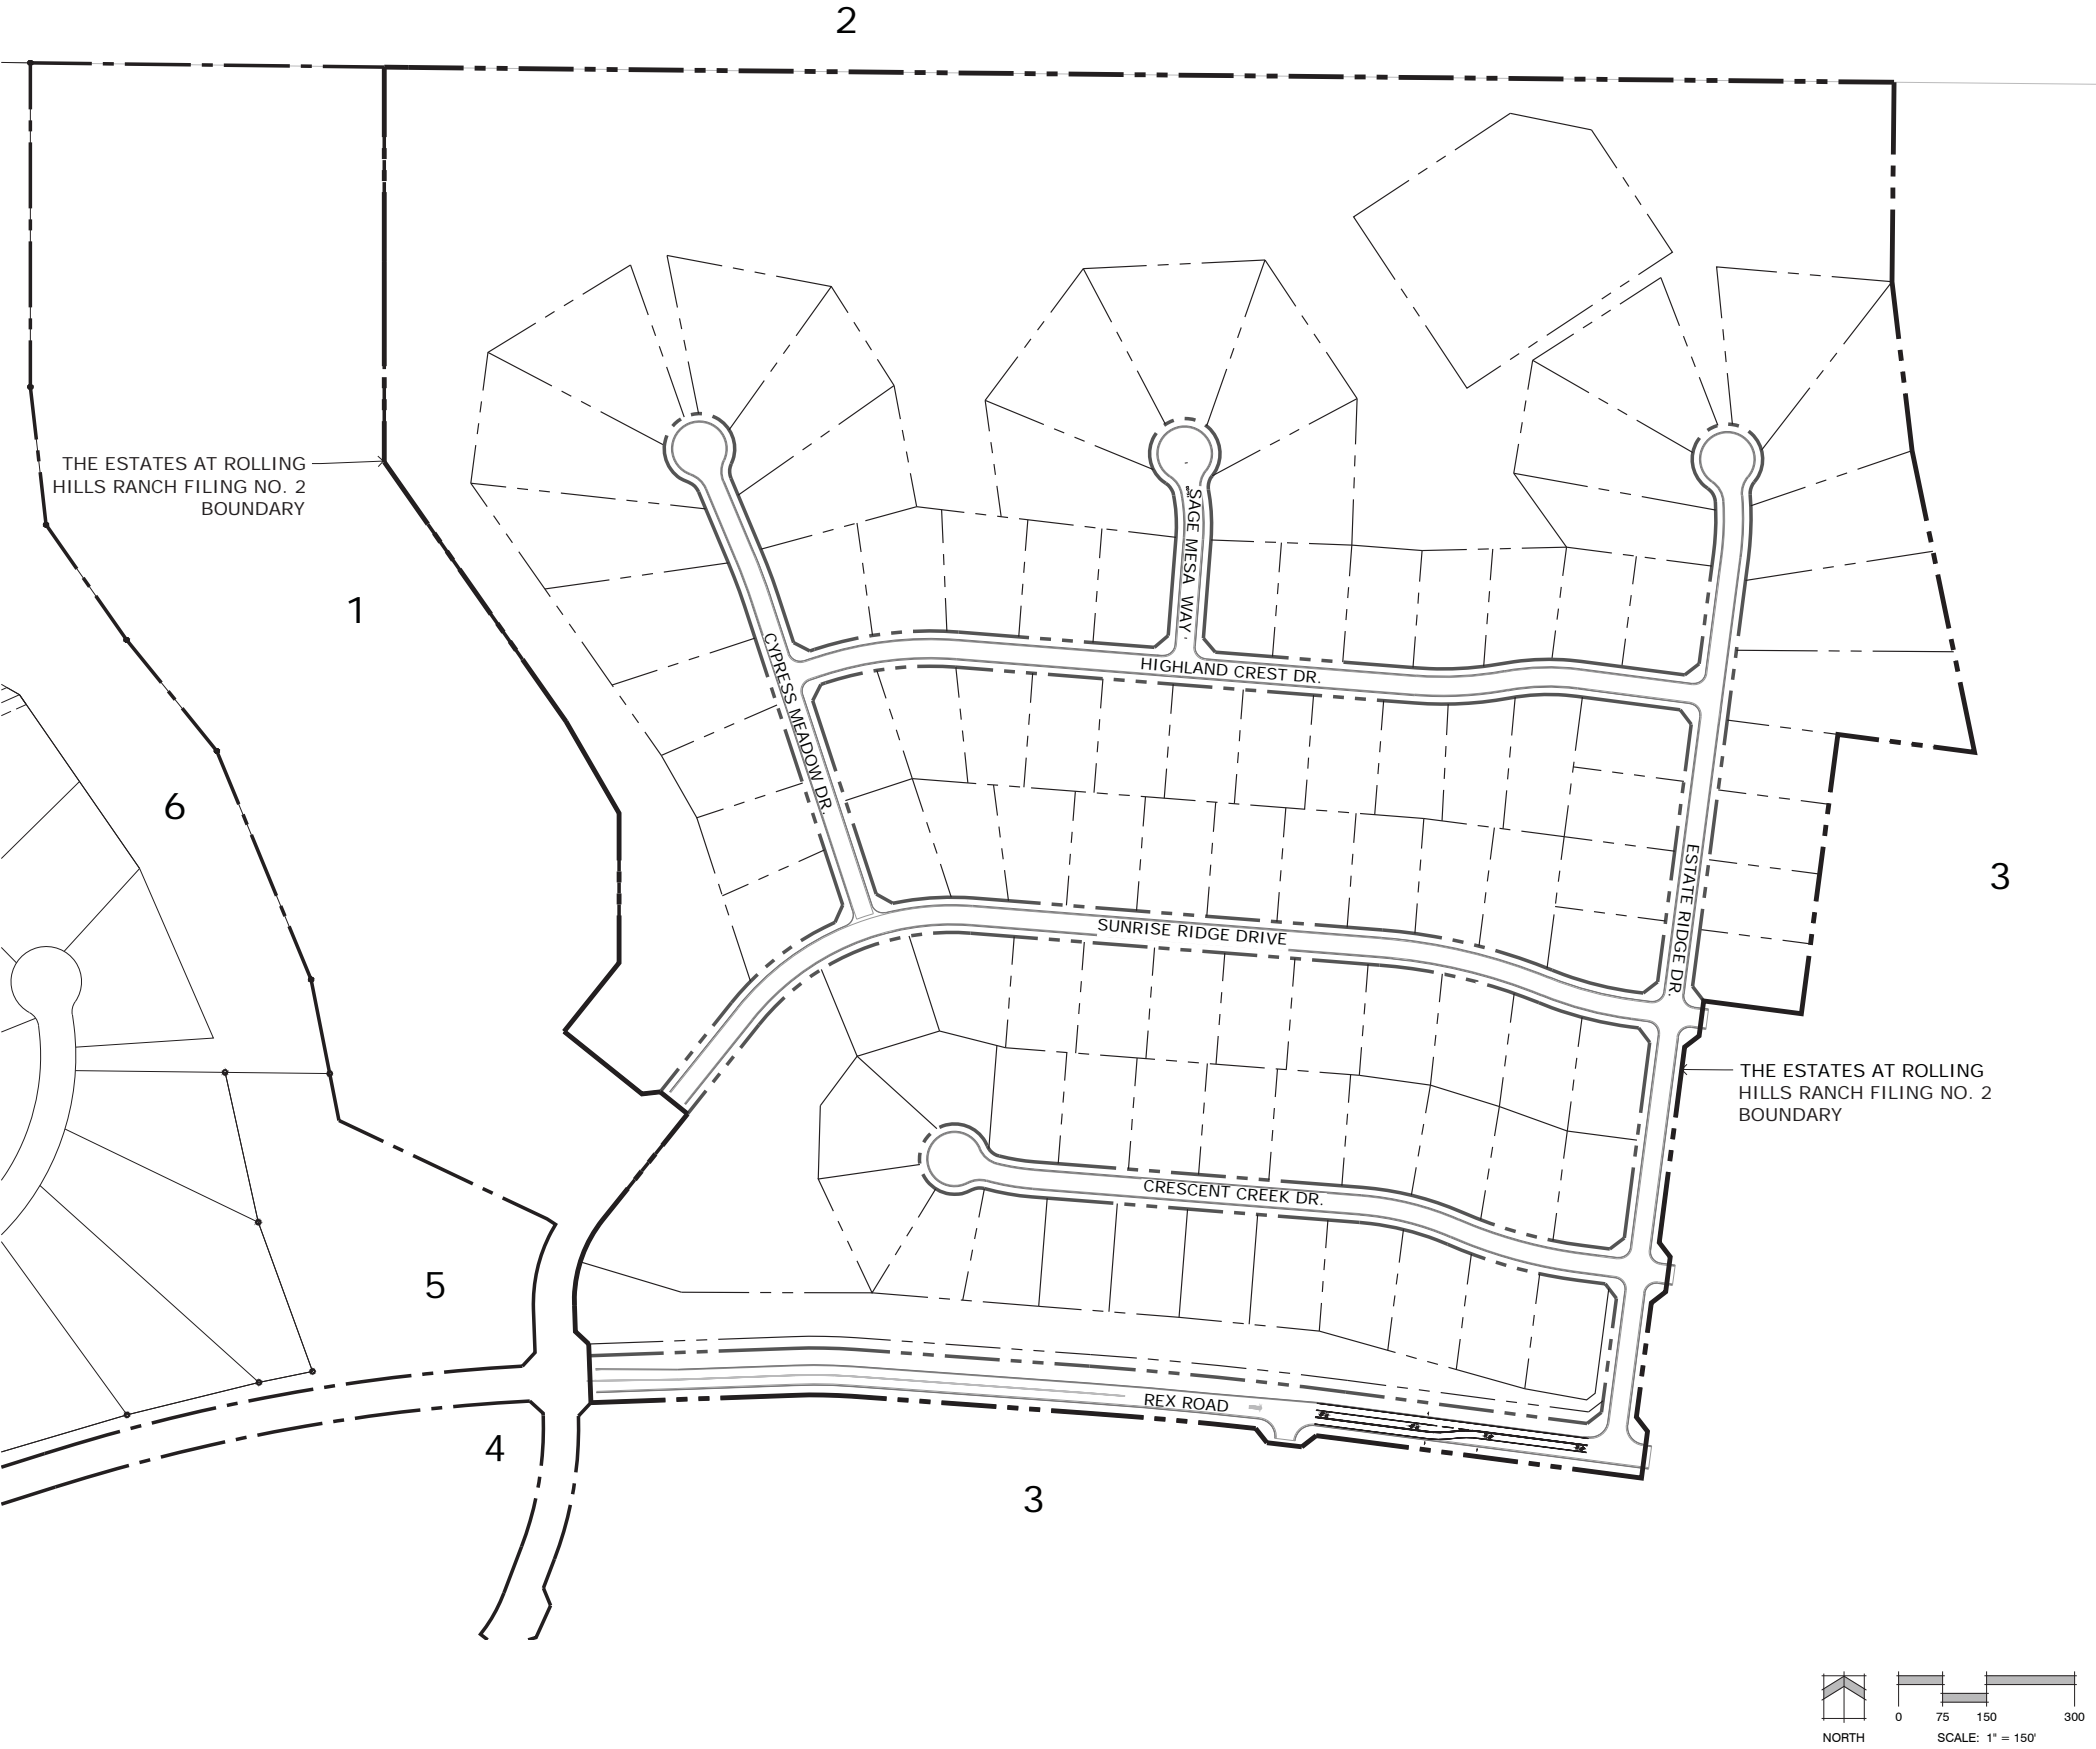 2
THE ESTATES AT ROLLING
HILLS RANCH FILING NO. 2
BOUNDARY
1
SAGE MESA WAY
CYPRESS MEADOW DR.
HIGHLAND CREST DR.
6
ESTATE RIDGE DR.
3
SUNRISE RIDGE DRIVE
THE ESTATES AT ROLLING
HILLS RANCH FILING NO. 2
BOUNDARY
CRESCENT CREEK DR.
5
REX ROAD
4
3
0 75 150 300
NORTH
SCALE: 1" = 150'